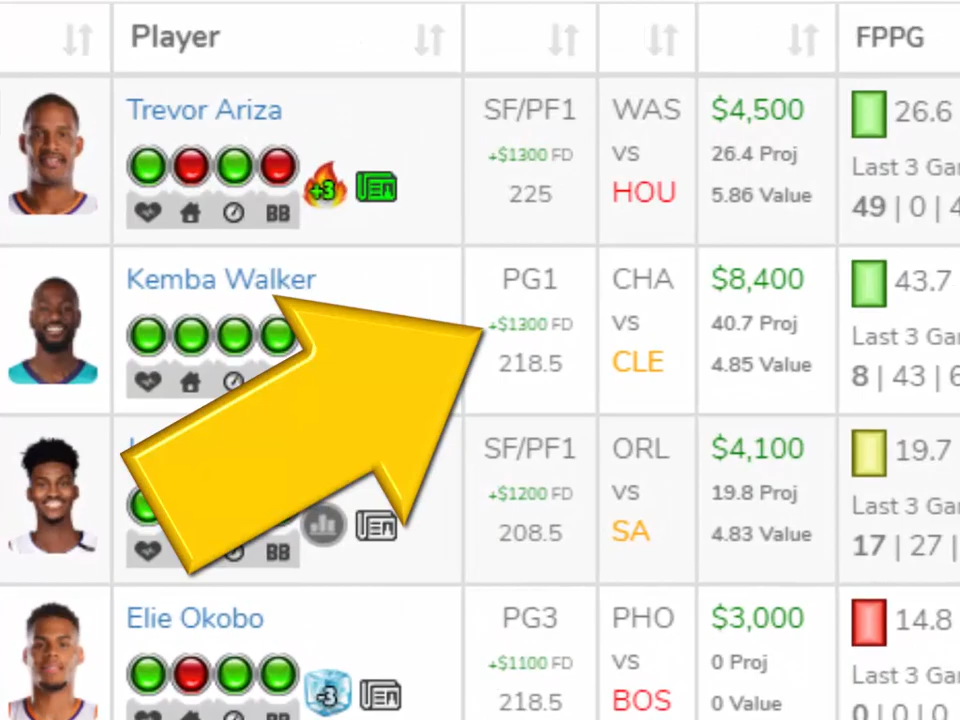 Player FPPG
Trevor Ariza SF/PF1 WAS $4,500 26.6
+$1300 FD VS 26.4 Proj Last 3
+3 225 HOU 5.86 Value 49 | 0 |
BB
Kemba Walker PG1 CHA $8,400 43.7
+$1300 FD VS 40.7 Proj Last 3
218.5 CLE 4.85 Value 8 | 43 |
SF/PF1 ORL $4,100 19.7
+$1200 FD VS 19.8 Proj Last 3
208.5 SA 4.83 Value 17 | 27 |
BB
Elie Okobo PG3 PHO $3,000 14.8
+$1100 FD VS 0 Proj Last 3
-3 218.5 BOS 0 Value 0 | 0 | 0
BB